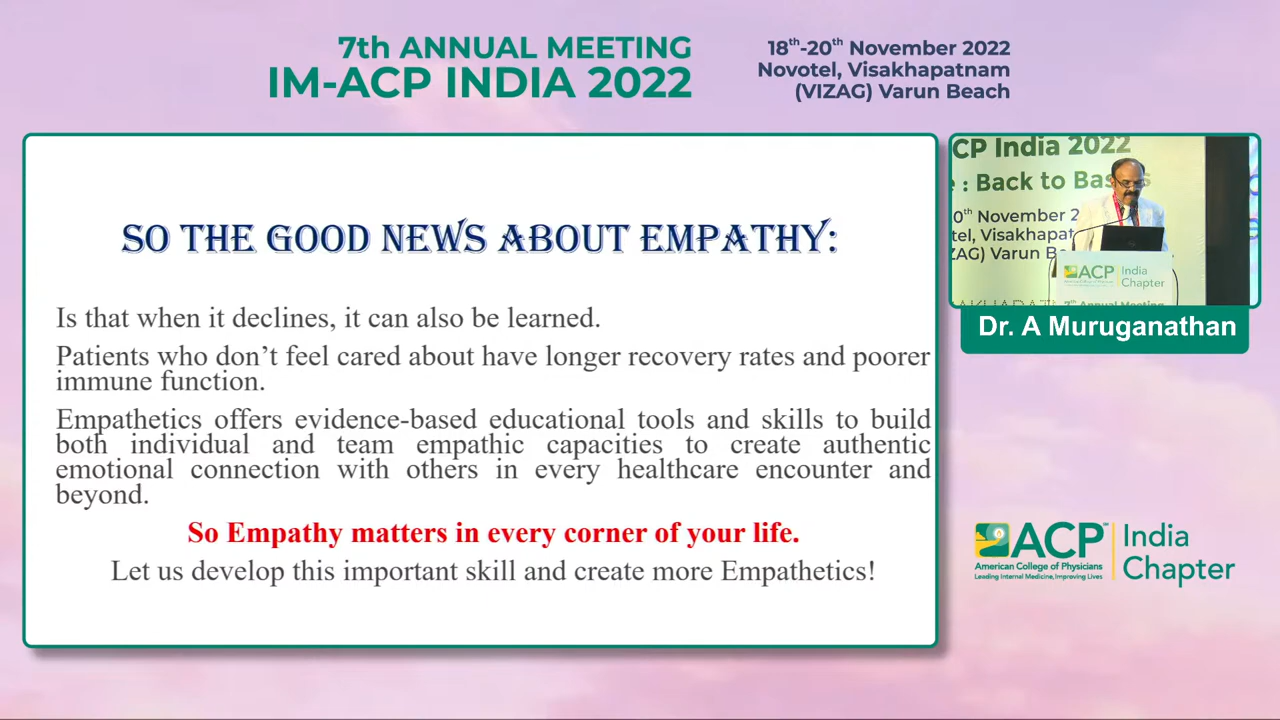 7th ANNUAL MEETING
IM-ACP INDIA 2022
18th-20th November 2022
Novotel, Visakhapatnam
(VIZAG) Varun Beach
SO THE GOOD NEWS ABOUT EMPATHY:
Is that when it declines, it can also be learned.
Patients who don’t feel cared about have longer recovery rates and poorer
immune function.
Empathetics offers evidence-based educational tools and skills to build
both individual and team empathic capacities to create authentic
emotional connection with others in every healthcare encounter and
beyond.
So Empathy matters in every corner of your life.
Let us develop this important skill and create more Empathetics!
ACP India 2022
: Back to Bas
0th November 2
tel, Visakhapat
ZAG) Varun B
ACP
India
Chapter
7th Annual Meeting
Dr. A Muruganathan
ACP
American College of Physicians
Leading Internal Medicine, Improving Lives
India
Chapter